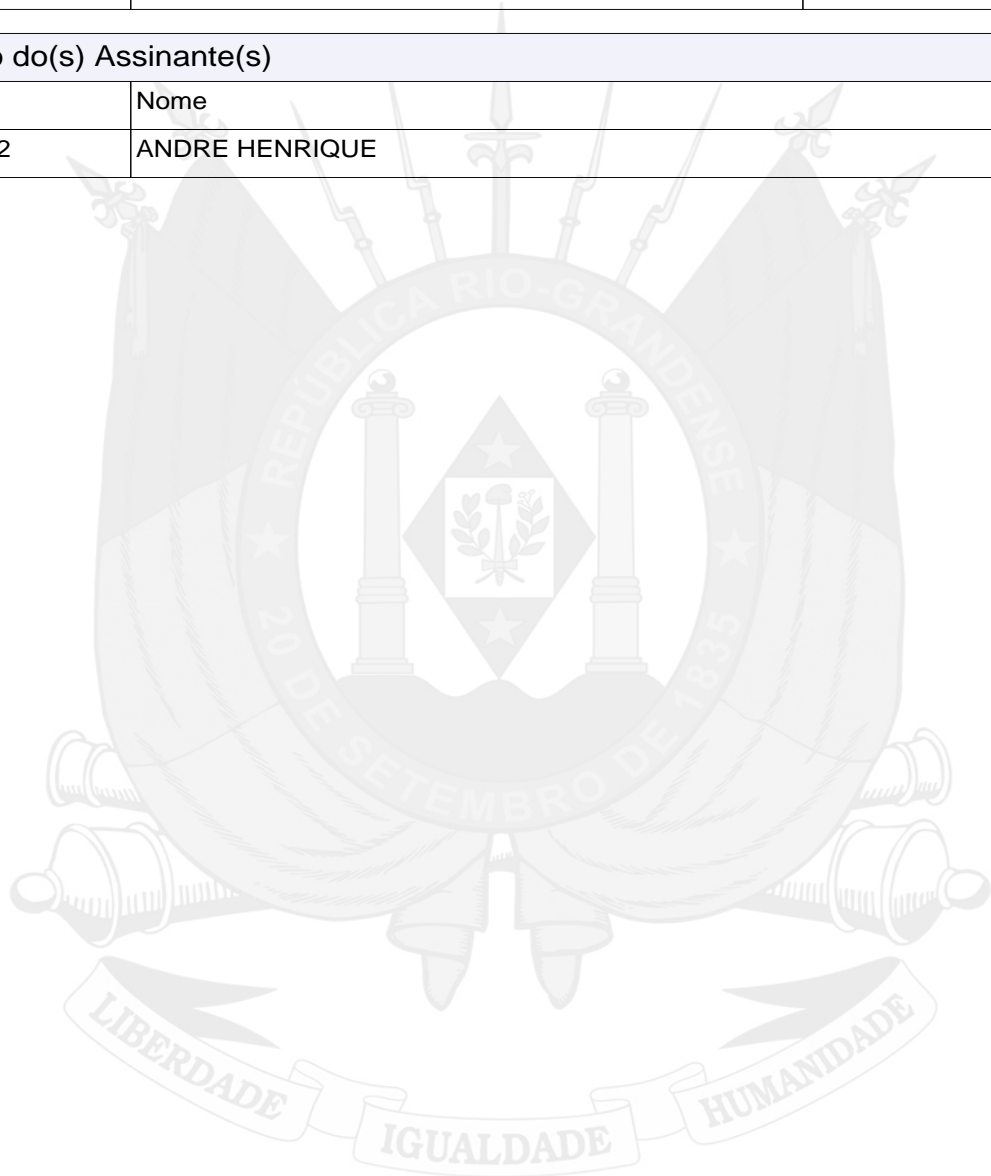 o do(s) Assinante(s)
Nome
2 ANDRE HENRIQUE
REPÚBLICA RIO-GRANDENSE
★ 20 DE SETEMBRO DE 1835 ★
LIBERDADE IGUALDADE HUMANIDADE